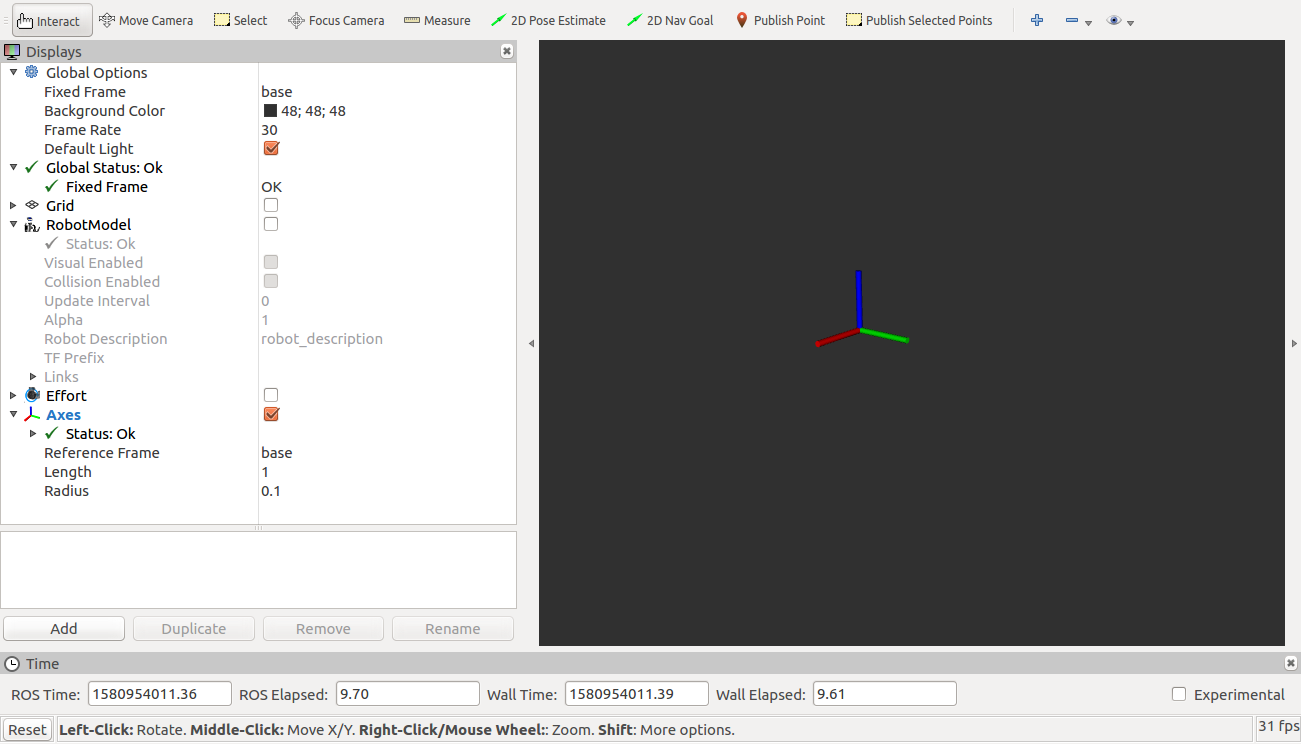 Interact Move Camera Select Focus Camera Measure 2D Pose Estimate 2D Nav Goal Publish Point Publish Selected Points
Displays
Global Options
Fixed Frame base
Background Color 48; 48; 48
Frame Rate 30
Default Light
Global Status: Ok
Fixed Frame OK
Grid
RobotModel
Status: Ok
Visual Enabled
Collision Enabled
Update Interval 0
Alpha 1
Robot Description robot_description
TF Prefix
Links
Effort
Axes
Status: Ok
Reference Frame base
Length 1
Radius 0.1
Add Duplicate Remove Rename
Time
ROS Time: 1580954011.36 ROS Elapsed: 9.70 Wall Time: 1580954011.39 Wall Elapsed: 9.61 Experimental
Reset Left-Click: Rotate. Middle-Click: Move X/Y. Right-Click/Mouse Wheel:: Zoom. Shift: More options. 31 fps